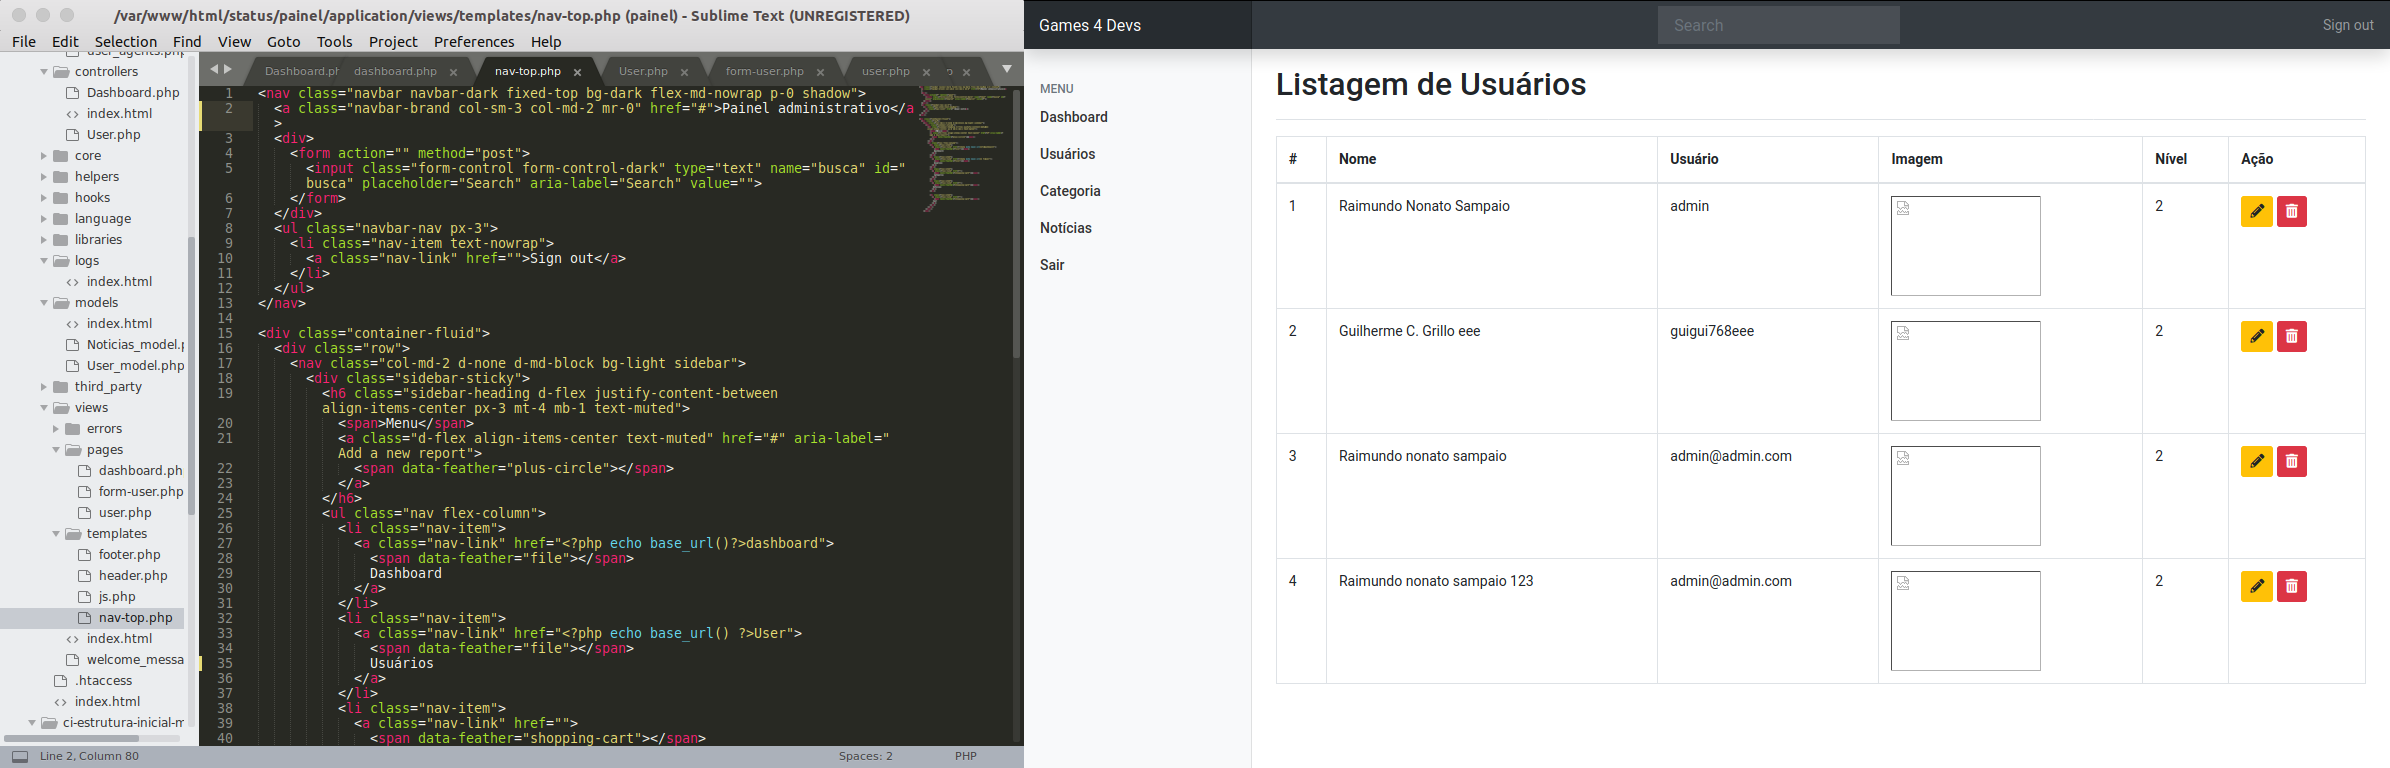 /var/www/html/status/painel/application/views/templates/nav-top.php (painel) - Sublime Text (UNREGISTERED)
File Edit Selection Find View Goto Tools Project Preferences Help
user_agents.php
controllers
Dashboard.php
index.html
User.php
core
helpers
hooks
language
libraries
logs
index.html
models
index.html
Noticias_model.p
User_model.php
third_party
views
errors
pages
dashboard.ph
form-user.php
user.php
templates
footer.php
header.php
js.php
nav-top.php
index.html
welcome_messa
.htaccess
index.html
ci-estrutura-inicial-m
Dashboard.ph dashboard.php × nav-top.php × User.php × form-user.php × user.php × ×
1 <nav class="navbar navbar-dark fixed-top bg-dark flex-md-nowrap p-0 shadow">
2 <a class="navbar-brand col-sm-3 col-md-2 mr-0" href="#">Painel administrativo</a
>
3 <div>
4 <form action="" method="post">
5 <input class="form-control form-control-dark" type="text" name="busca" id="
busca" placeholder="Search" aria-label="Search" value="">
6 </form>
7 </div>
8 <ul class="navbar-nav px-3">
9 <li class="nav-item text-nowrap">
10 <a class="nav-link" href="">Sign out</a>
11 </li>
12 </ul>
13 </nav>
14
15 <div class="container-fluid">
16 <div class="row">
17 <nav class="col-md-2 d-none d-md-block bg-light sidebar">
18 <div class="sidebar-sticky">
19 <h6 class="sidebar-heading d-flex justify-content-between
align-items-center px-3 mt-4 mb-1 text-muted">
20 <span>Menu</span>
21 <a class="d-flex align-items-center text-muted" href="#" aria-label="
Add a new report">
22 <span data-feather="plus-circle"></span>
23 </a>
24 </h6>
25 <ul class="nav flex-column">
26 <li class="nav-item">
27 <a class="nav-link" href="<?php echo base_url()?>dashboard">
28 <span data-feather="file"></span>
29 Dashboard
30 </a>
31 </li>
32 <li class="nav-item">
33 <a class="nav-link" href="<?php echo base_url() ?>User">
34 <span data-feather="file"></span>
35 Usuários
36 </a>
37 </li>
38 <li class="nav-item">
39 <a class="nav-link" href="">
40 <span data-feather="shopping-cart"></span>
Line 2, Column 80 Spaces: 2 PHP
Games 4 Devs Search Sign out
MENU
Dashboard
Usuários
Categoria
Notícias
Sair
Listagem de Usuários
# Nome Usuário Imagem Nível Ação
1 Raimundo Nonato Sampaio admin 2
2 Guilherme C. Grillo eee guigui768eee 2
3 Raimundo nonato sampaio admin@admin.com 2
4 Raimundo nonato sampaio 123 admin@admin.com 2